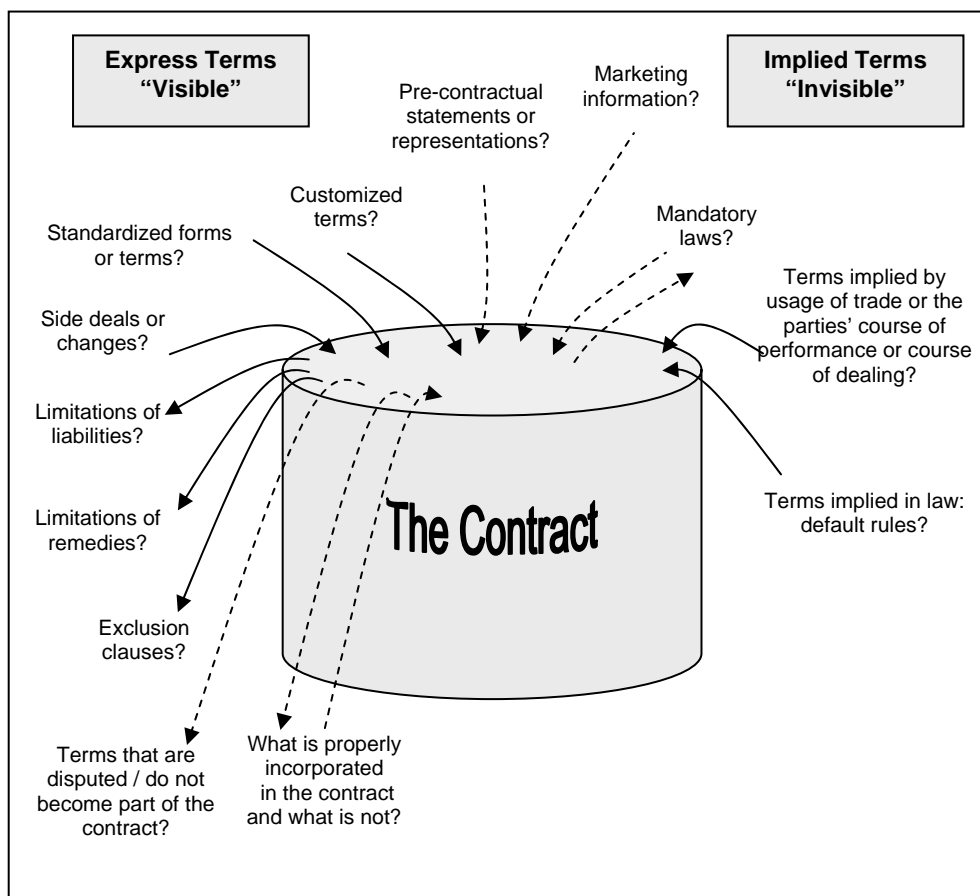 Express Terms
“Visible”
Implied Terms
“Invisible”
Pre-contractual
statements or
representations?
Marketing
information?
Customized
terms?
Mandatory
laws?
Standardized forms
or terms?
Terms implied by
usage of trade or the
parties’ course of
performance or course
of dealing?
Side deals or
changes?
Limitations of
liabilities?
Limitations of
remedies?
Terms implied in law:
default rules?
The Contract
Exclusion
clauses?
Terms that are
disputed / do not
become part of the
contract?
What is properly
incorporated
in the contract
and what is not?